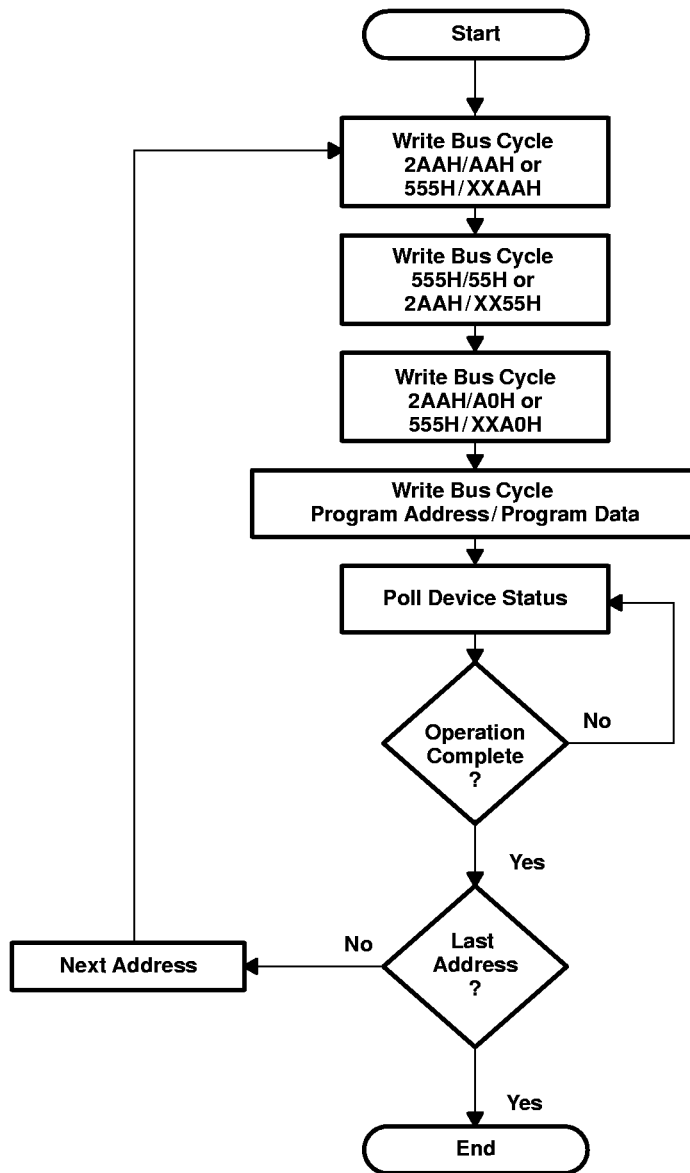 Start
Write Bus Cycle
2AAH/AAH or
555H/XXAAH
Write Bus Cycle
555H/55H or
2AAH/XX55H
Write Bus Cycle
2AAH/A0H or
555H/XXA0H
Write Bus Cycle
Program Address/Program Data
Poll Device Status
Operation
Complete
?
No
Yes
Last
Address
?
No
Next Address
Yes
End